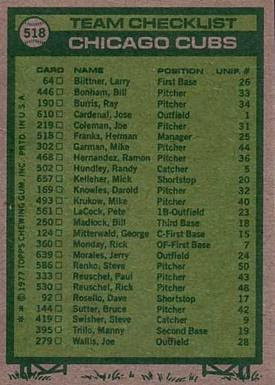 518
TEAM CHECKLIST
CHICAGO CUBS
CARD NAME POSITION UNIF. #
64 Biittner, Larry First Base 26
446 Bonham, Bill Pitcher 33
190 Burris, Ray Pitcher 34
610 Cardenal, Jose Outfield 1
219 Coleman, Joe Pitcher 31
518 Franks, Herman Manager 25
302 Garman, Mike Pitcher 44
468 Hernandez, Ramon Pitcher 36
502 Hundley, Randy Catcher 5
657 Kelleher, Mick Shortstop 20
169 Knowles, Darold Pitcher 32
493 Krukow, Mike Pitcher 40
561 LaCock, Pete 1B-Outfield 23
250 Madlock, Bill Third Base 18
124 Mitterwald, George C-First Base 15
360 Monday, Rick OF-First Base 7
639 Morales, Jerry Outfield 24
586 Renko, Steve Pitcher 50
333 Reuschel, Paul Pitcher 43
530 Reuschel, Rick Pitcher 48
92 Rosello, Dave Shortstop 17
144 Sutter, Bruce Pitcher 42
419 Swisher, Steve Catcher 9
395 Trillo, Manny Second Base 19
279 Wallis, Joe Outfield 28
* * © 1977 TOPPS CHEWING GUM, INC. PRTD. IN U.S.A.